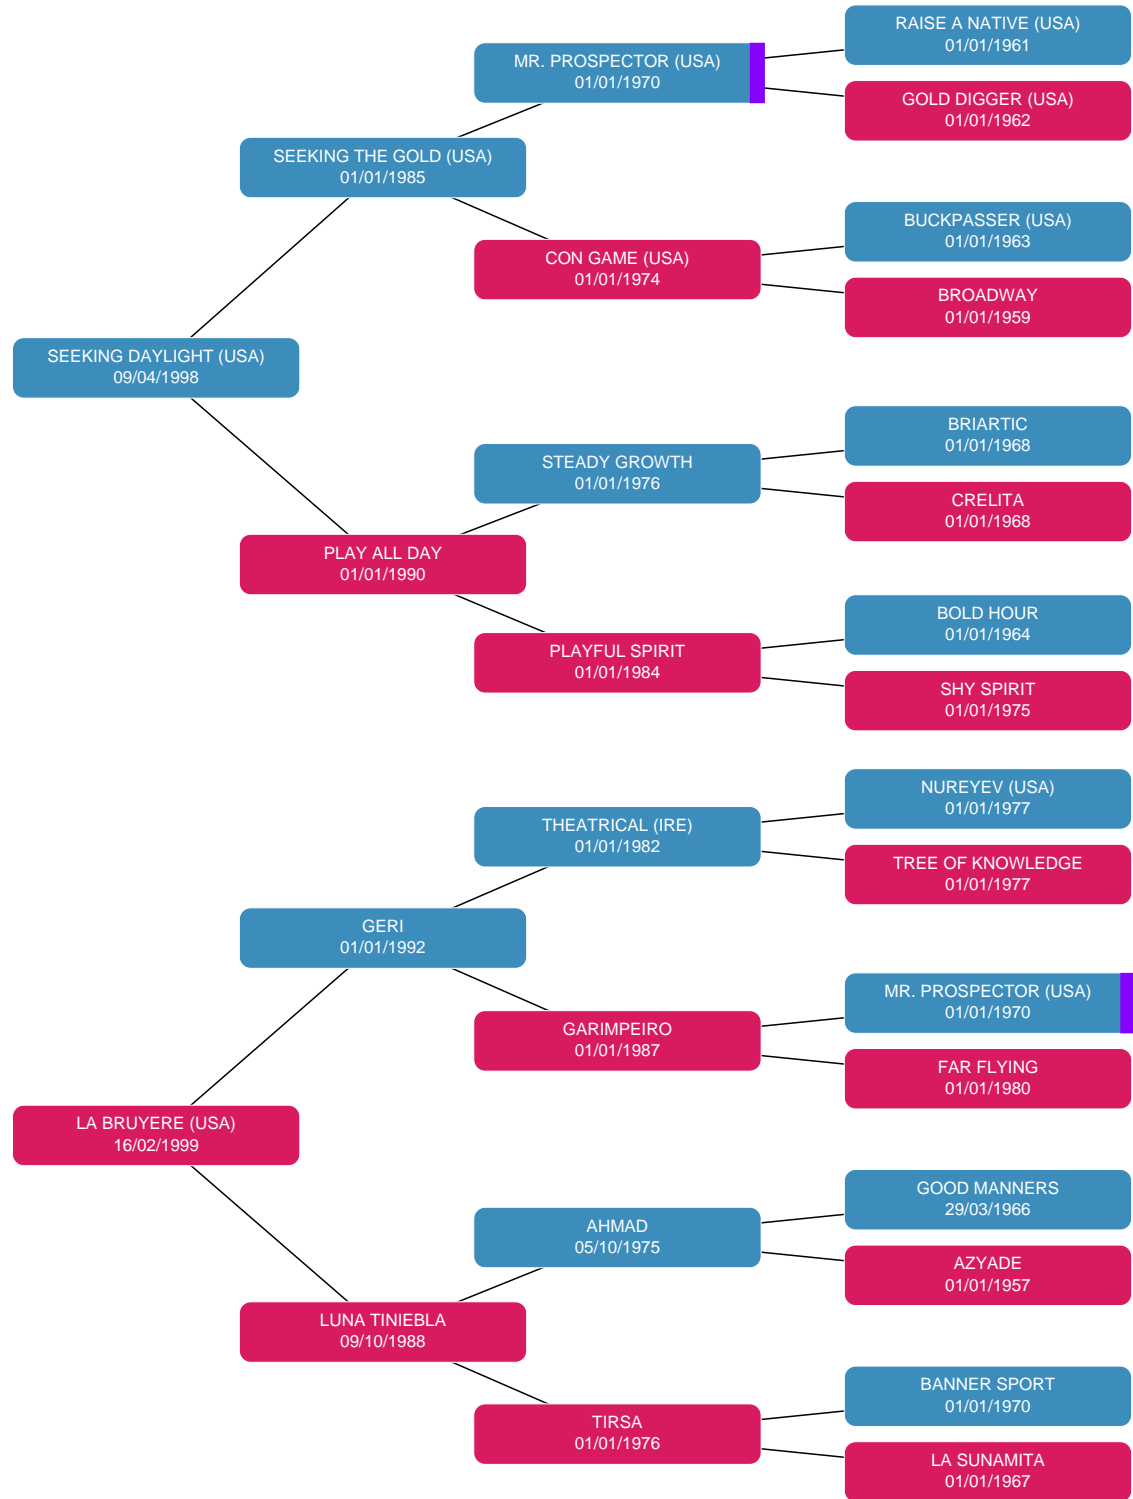 RAISE A NATIVE (USA)
01/01/1961
MR. PROSPECTOR (USA)
01/01/1970
GOLD DIGGER (USA)
01/01/1962
SEEKING THE GOLD (USA)
01/01/1985
BUCKPASSER (USA)
01/01/1963
CON GAME (USA)
01/01/1974
BROADWAY
01/01/1959
SEEKING DAYLIGHT (USA)
09/04/1998
BRIARTIC
01/01/1968
STEADY GROWTH
01/01/1976
CRELITA
01/01/1968
PLAY ALL DAY
01/01/1990
BOLD HOUR
01/01/1964
PLAYFUL SPIRIT
01/01/1984
SHY SPIRIT
01/01/1975
NUREYEV (USA)
01/01/1977
THEATRICAL (IRE)
01/01/1982
TREE OF KNOWLEDGE
01/01/1977
GERI
01/01/1992
MR. PROSPECTOR (USA)
01/01/1970
GARIMPEIRO
01/01/1987
FAR FLYING
01/01/1980
LA BRUYERE (USA)
16/02/1999
GOOD MANNERS
29/03/1966
AHMAD
05/10/1975
AZYADE
01/01/1957
LUNA TINIEBLA
09/10/1988
BANNER SPORT
01/01/1970
TIRSA
01/01/1976
LA SUNAMITA
01/01/1967